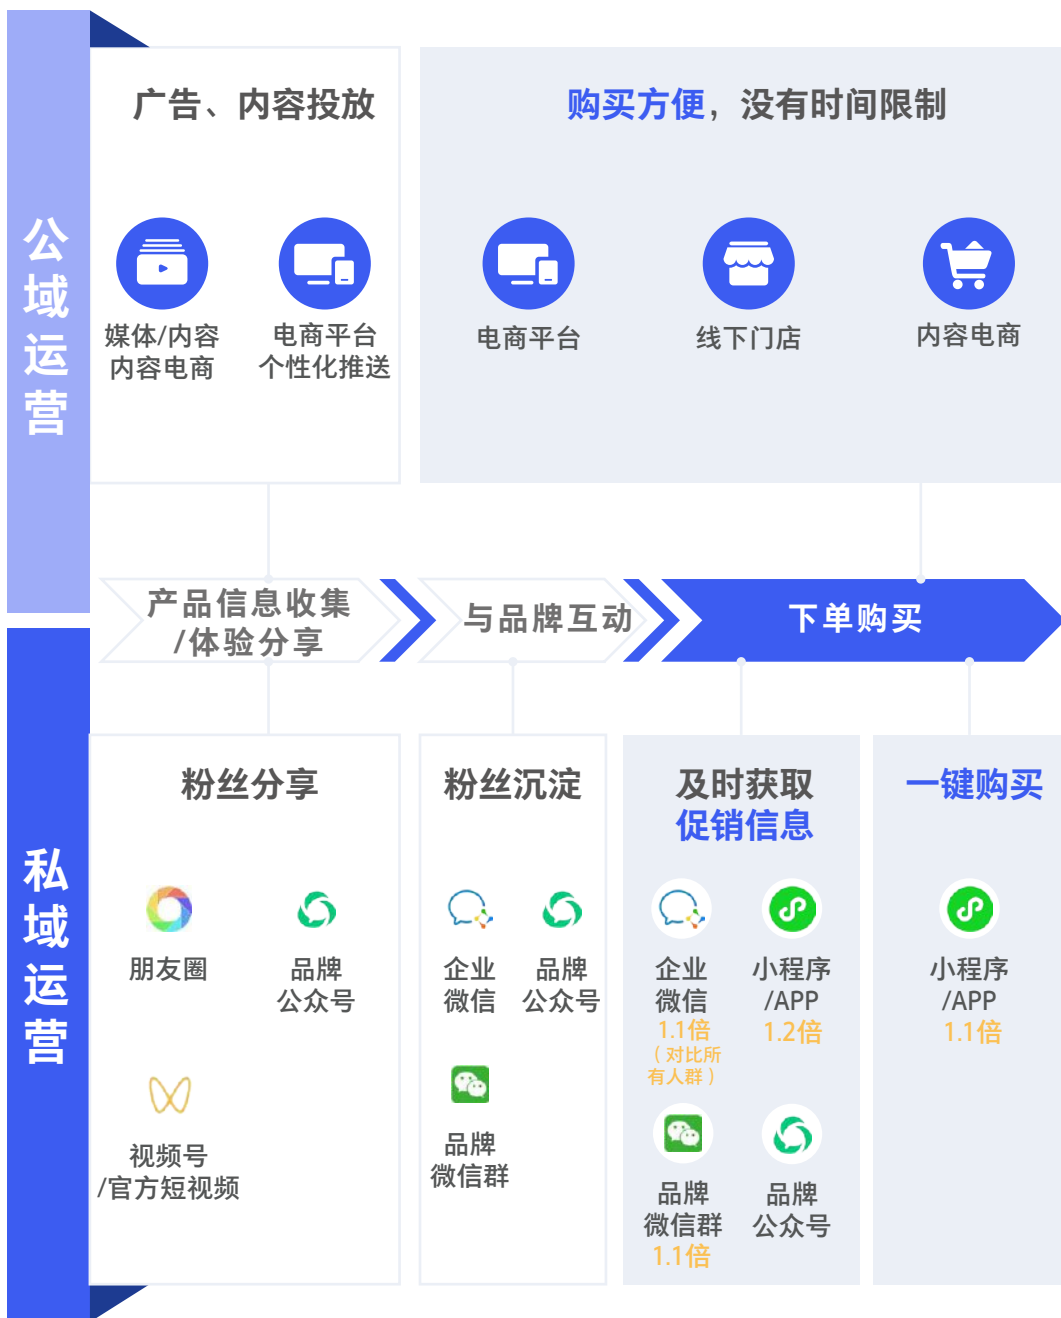 公域运营
广告、内容投放
媒体/内容
内容电商
电商平台
个性化推送
购买方便，没有时间限制
电商平台
线下门店
内容电商
产品信息收集
/体验分享
与品牌互动
下单购买
私域运营
粉丝分享
朋友圈
品牌
公众号
视频号
/官方短视频
粉丝沉淀
企业
微信
品牌
公众号
品牌
微信群
及时获取
促销信息
企业
微信
1.1倍
（对比所
有人群）
小程序
/APP
1.2倍
品牌
微信群
1.1倍
品牌
公众号
一键购买
小程序
/APP
1.1倍